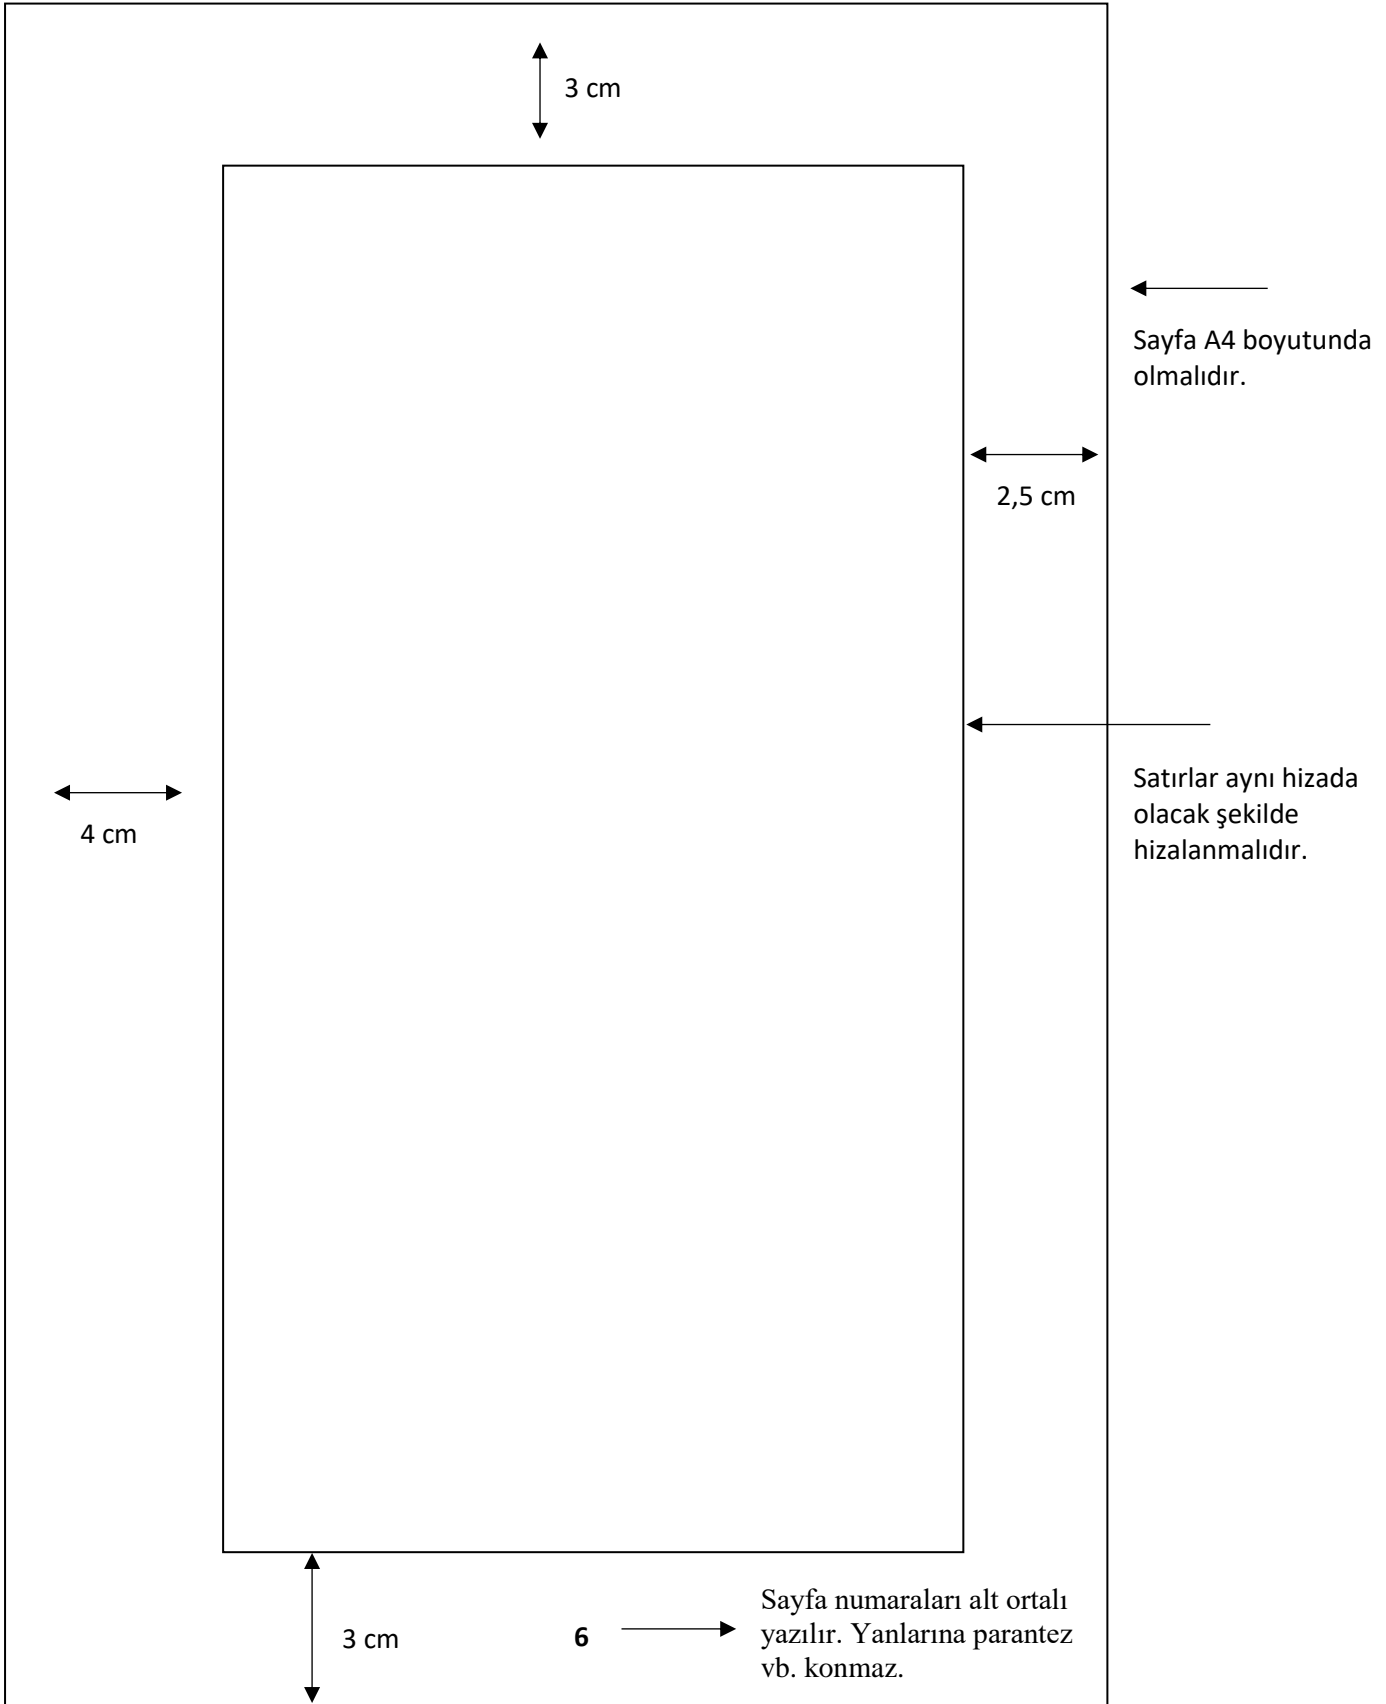 3 cm
Sayfa A4 boyutunda
olmalıdır.
2,5 cm
Satırlar aynı hizada
olacak şekilde
hizalanmalıdır.
4 cm
3 cm
6
Sayfa numaraları alt ortalı
yazılır. Yanlarına parantez
vb. konmaz.